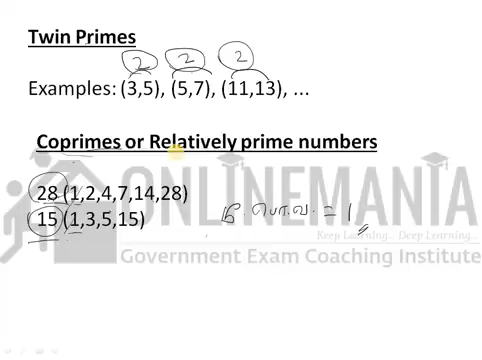 Twin Primes
2 2 2
Examples: (3,5), (5,7), (11,13), ...
Coprimes or Relatively prime numbers
28 (1,2,4,7,14,28)
15 (1,3,5,15)
மீ.பொ.வ. = 1
ONLINEMANIA
Keep Learning... Deep Learning...
Government Exam Coaching Institute